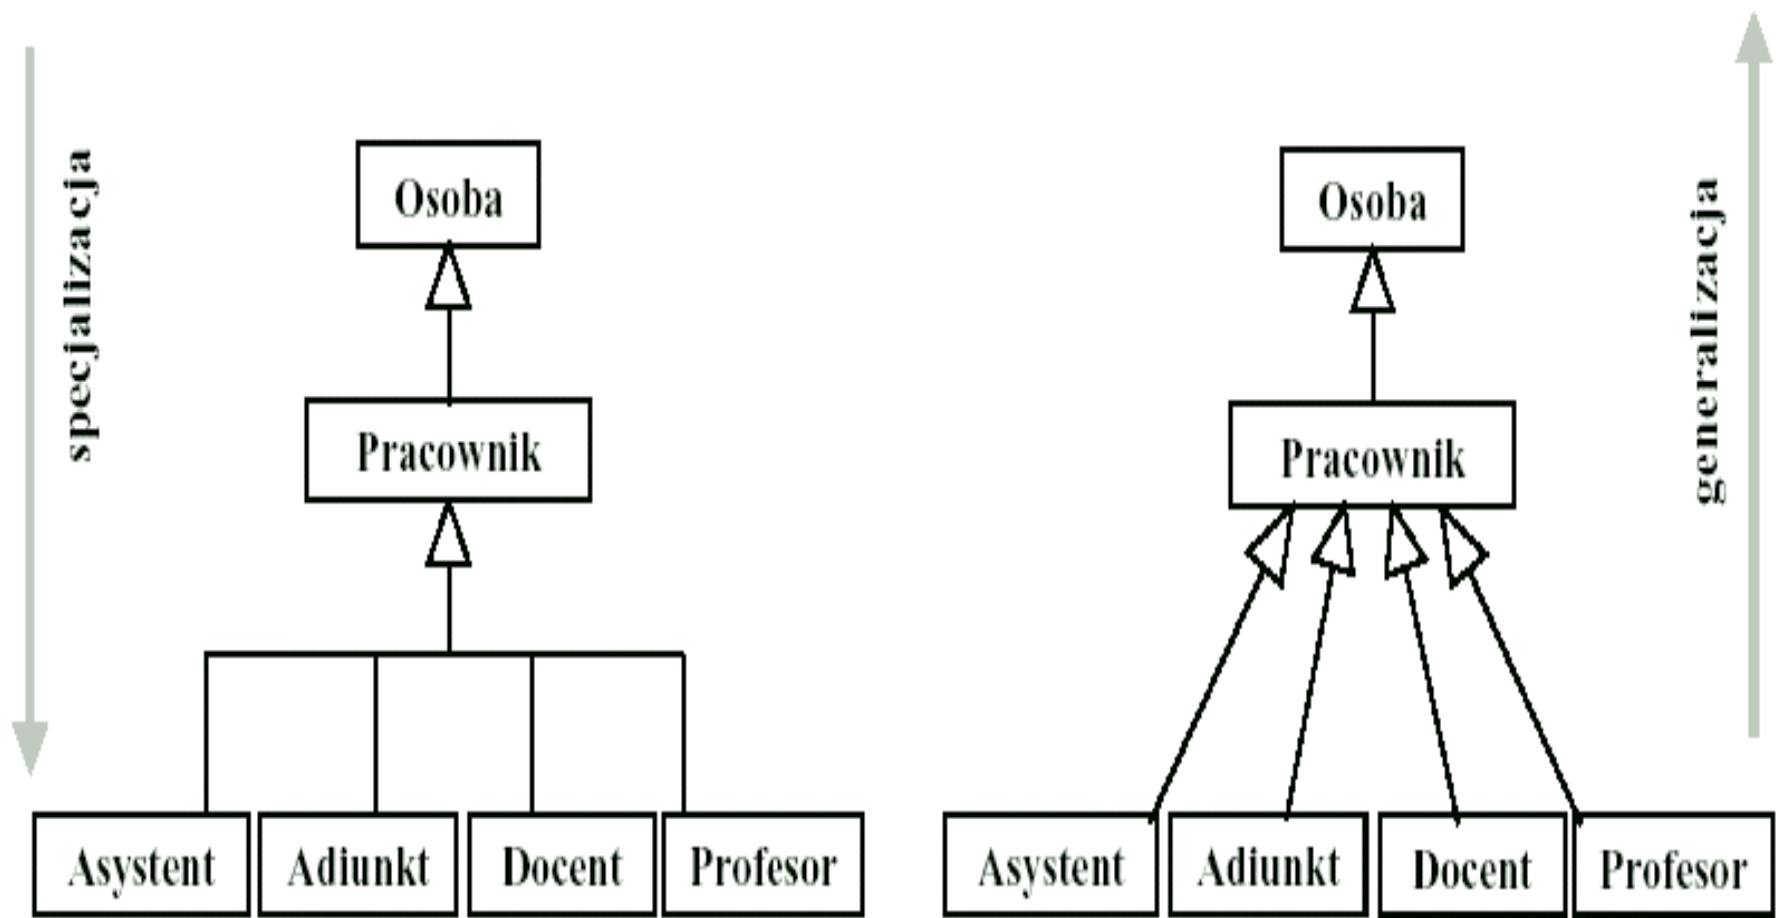 specjalizacja
Osoba
Pracownik
Asystent
Adiunkt
Docent
Profesor
Osoba
Pracownik
Asystent
Adiunkt
Docent
Profesor
generalizacja